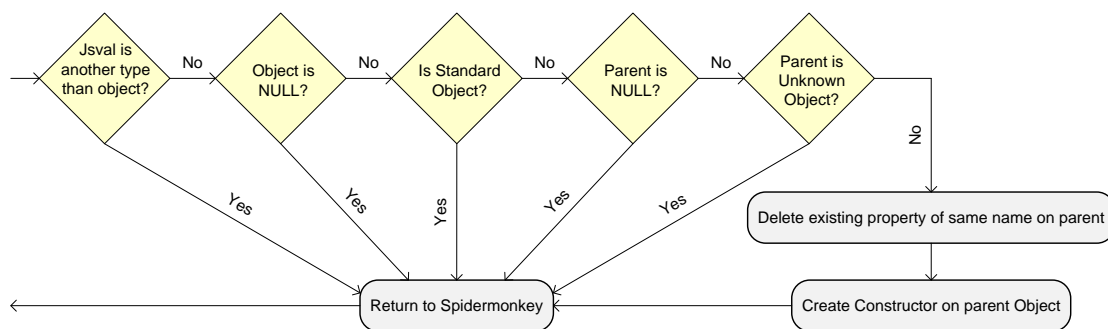 Jsval is
another type
than object?
No
Object is
NULL?
No
Is Standard
Object?
No
Parent is
NULL?
No
Parent is
Unknown
Object?
No
Yes
Yes
Yes
Yes
Yes
Delete existing property of same name on parent
Return to Spidermonkey
Create Constructor on parent Object